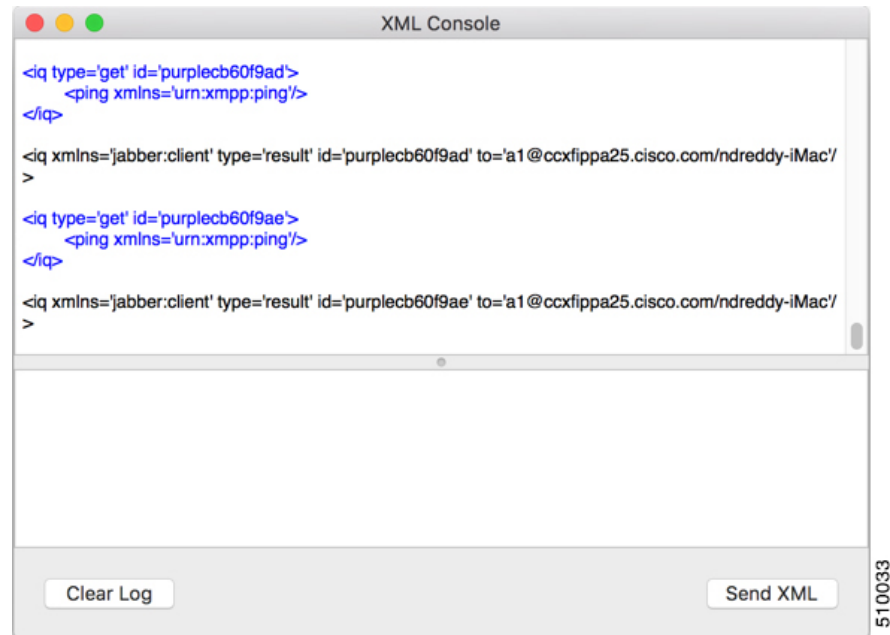 XML Console
<iq type='get' id='purplecb60f9ad'>
<ping xmlns='urn:xmpp:ping'/>
</iq>
<iq xmlns='jabber:client' type='result' id='purplecb60f9ad' to='a1@ccxfippa25.cisco.com/ndreddy-iMac'/
>
<iq type='get' id='purplecb60f9ae'>
<ping xmlns='urn:xmpp:ping'/>
</iq>
<iq xmlns='jabber:client' type='result' id='purplecb60f9ae' to='a1@ccxfippa25.cisco.com/ndreddy-iMac'/
>
Clear Log
Send XML
510033